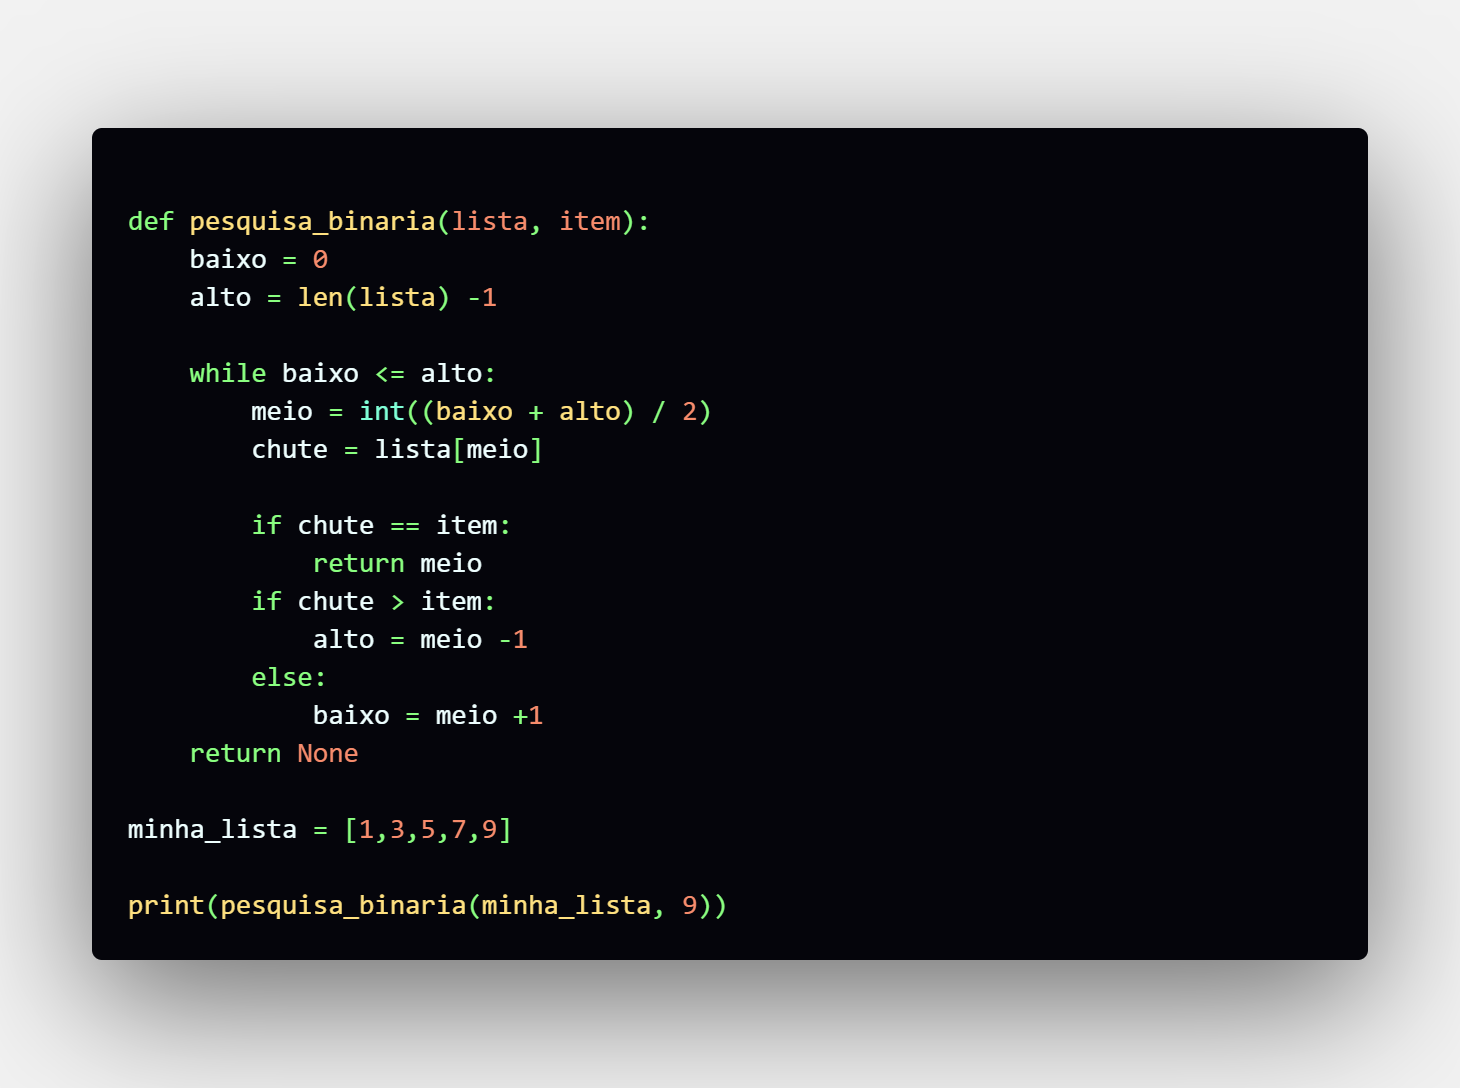 def pesquisa_binaria(lista, item):
    baixo = 0
    alto = len(lista) -1

    while baixo <= alto:
        meio = int((baixo + alto) / 2)
        chute = lista[meio]

        if chute == item:
            return meio
        if chute > item:
            alto = meio -1
        else:
            baixo = meio +1
    return None

minha_lista = [1,3,5,7,9]

print(pesquisa_binaria(minha_lista, 9))